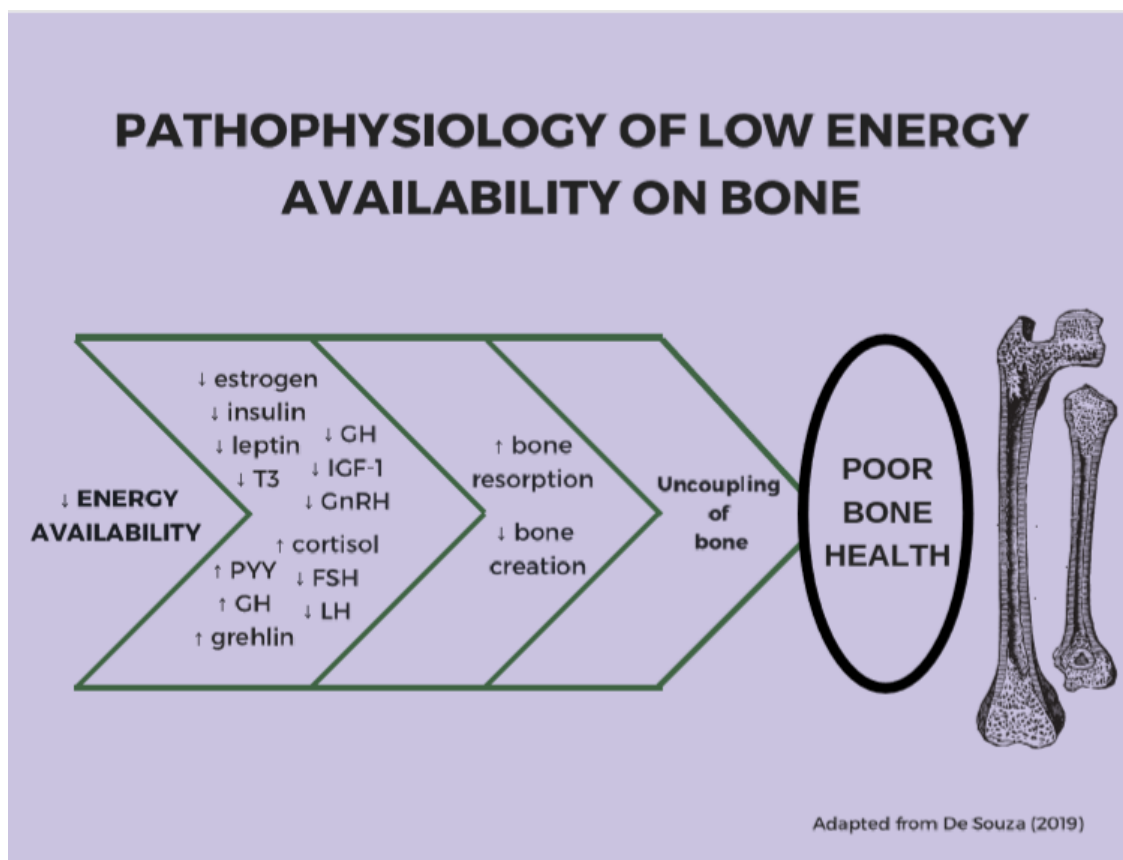 PATHOPHYSIOLOGY OF LOW ENERGY
AVAILABILITY ON BONE
↓ ENERGY
AVAILABILITY
↓ estrogen
↓ insulin
↓ leptin
↓ T3
↓ GH
↓ IGF-1
↓ GnRH
↑ cortisol
↑ PYY
↓ FSH
↑ GH
↓ LH
↑ grehlin
↑ bone
resorption
↓ bone
creation
Uncoupling
of
bone
POOR
BONE
HEALTH
Adapted from De Souza (2019)